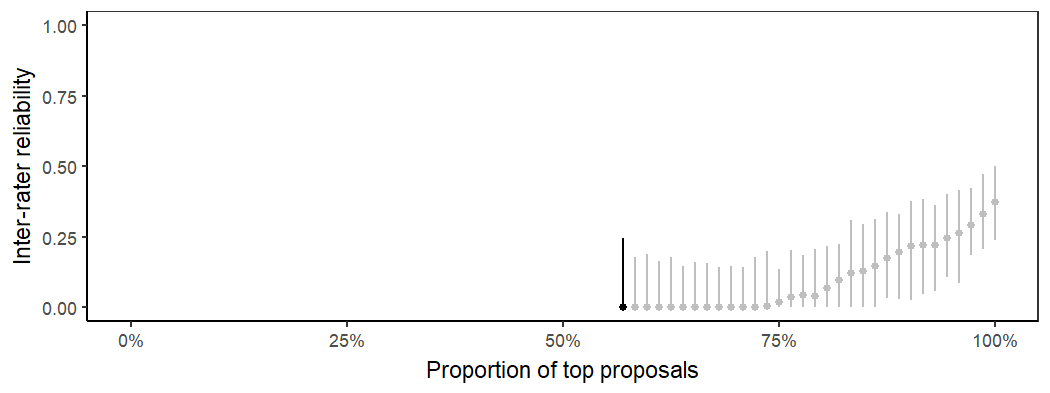 1.00
0.75
0.50
0.25
0.00
Inter-rater reliability
0% 25% 50% 75% 100%
Proportion of top proposals